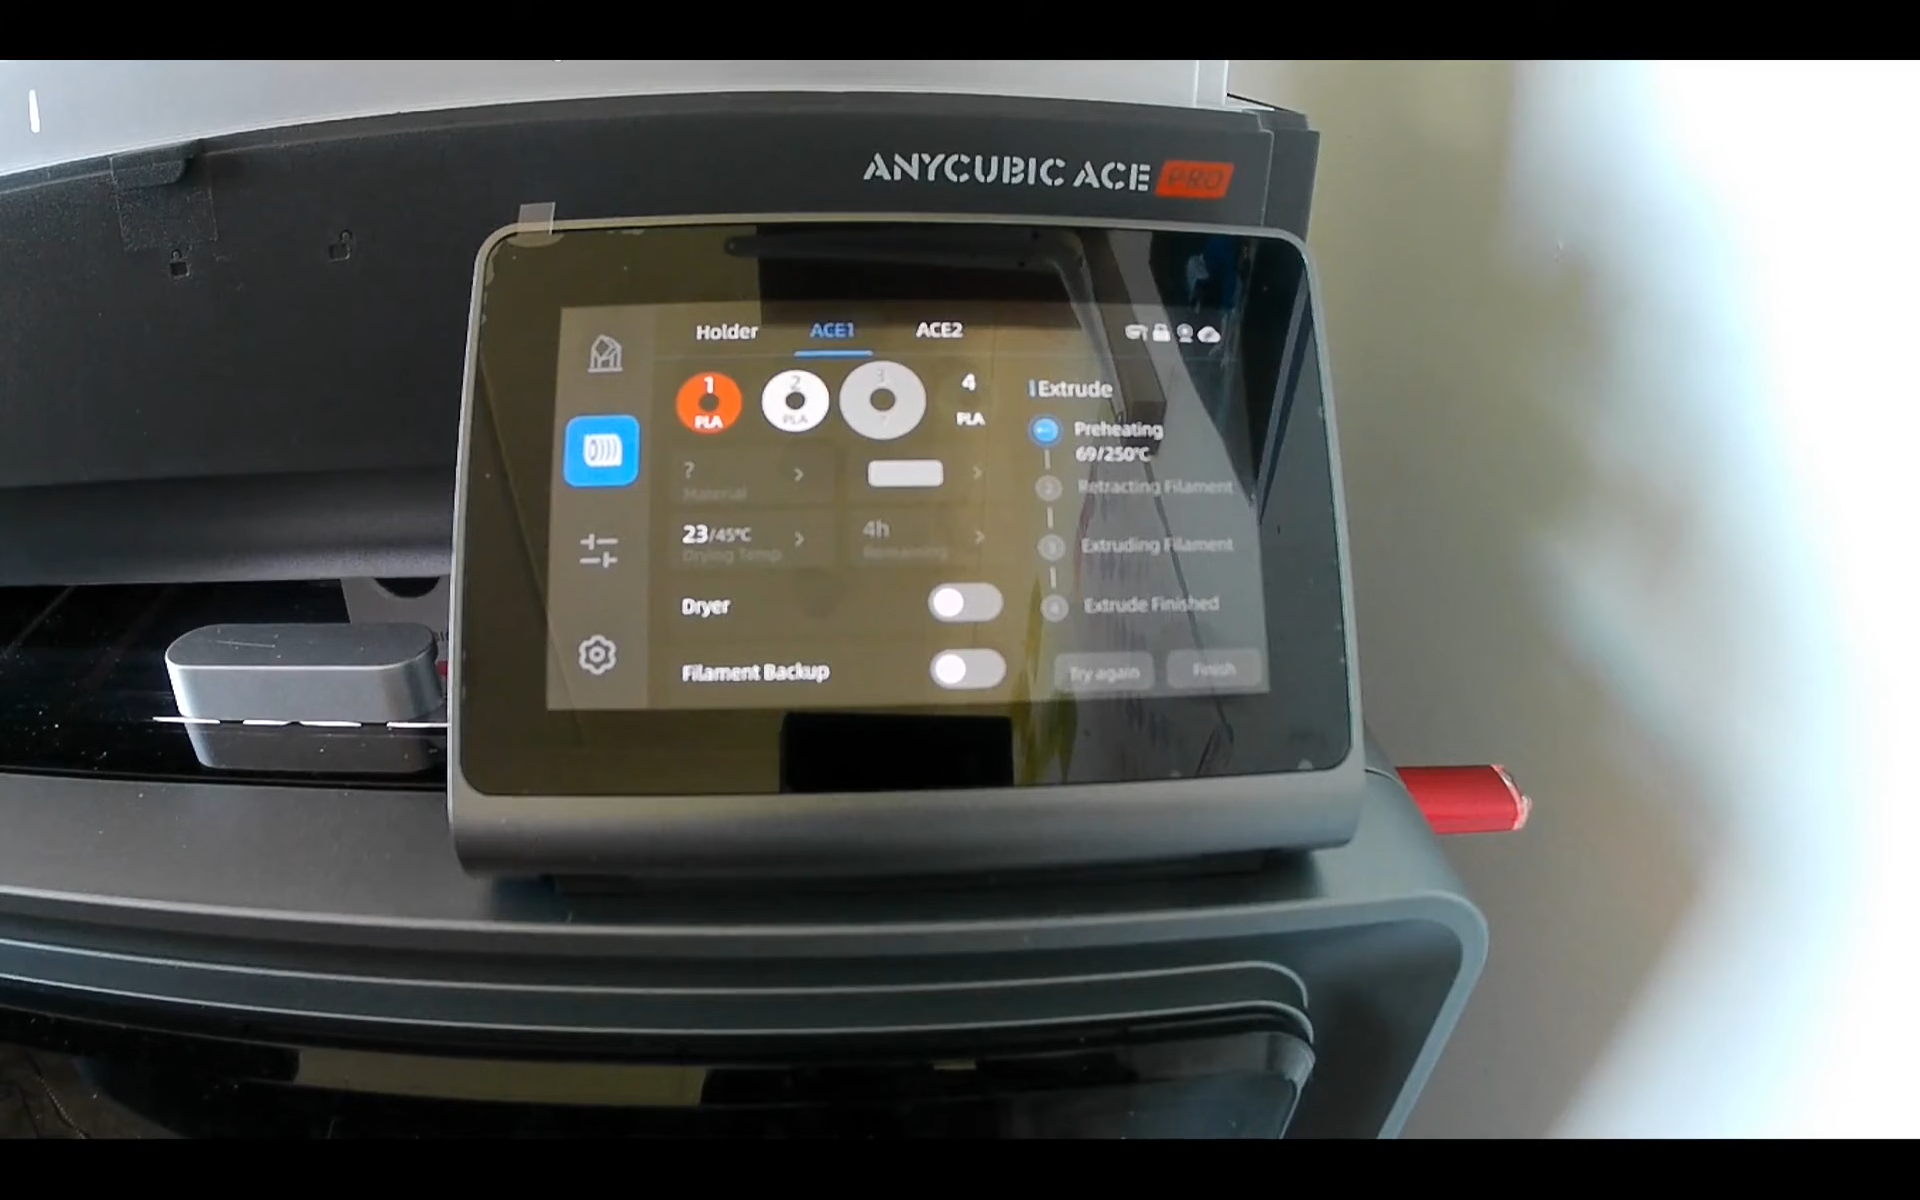 ANYCUBIC ACE PRO
Holder ACE1 ACE2
1 PLA
2 PLA
3 ?
4 PLA
Extrude
Preheating
69/250°C
Retracting Filament
Extruding Filament
Extrude Finished
? Material
23/45°C
Drying Temp
4h
Remaining
Dryer
Filament Backup
Try again
Finish